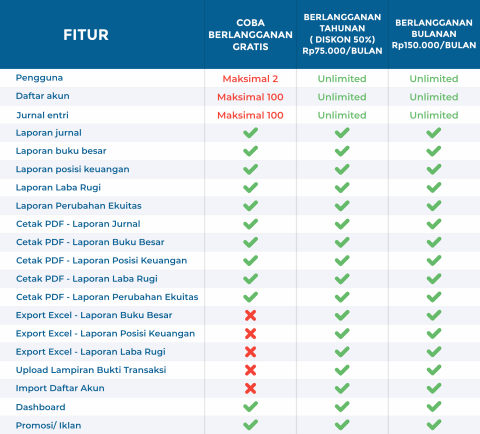 FITUR
COBA
BERLANGGANAN
GRATIS
BERLANGGANAN
TAHUNAN
( DISKON 50%)
Rp75.000/BULAN
BERLANGGANAN
BULANAN
Rp150.000/BULAN
Pengguna Maksimal 2 Unlimited Unlimited
Daftar akun Maksimal 100 Unlimited Unlimited
Jurnal entri Maksimal 100 Unlimited Unlimited
Laporan jurnal
Laporan buku besar
Laporan posisi keuangan
Laporan Laba Rugi
Laporan Perubahan Ekuitas
Cetak PDF - Laporan Jurnal
Cetak PDF - Laporan Buku Besar
Cetak PDF - Laporan Posisi Keuangan
Cetak PDF - Laporan Laba Rugi
Cetak PDF - Laporan Perubahan Ekuitas
Export Excel - Laporan Buku Besar
Export Excel - Laporan Posisi Keuangan
Export Excel - Laporan Laba Rugi
Upload Lampiran Bukti Transaksi
Import Daftar Akun
Dashboard
Promosi/ Iklan